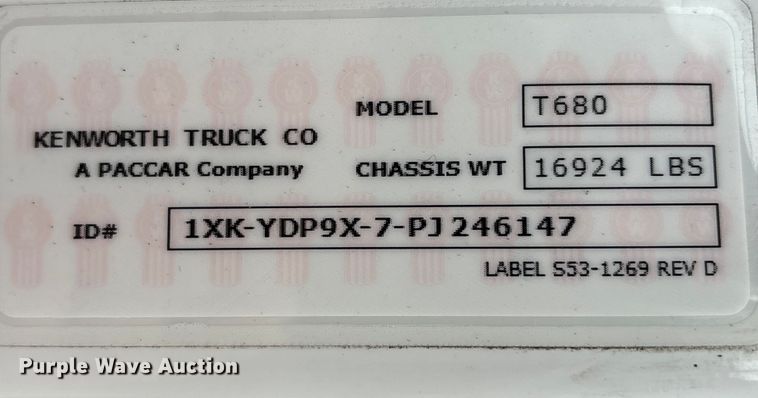 MODEL T680
KENWORTH TRUCK CO
A PACCAR Company CHASSIS WT 16924 LBS
ID# 1XK-YDP9X-7-PJ246147
LABEL S53-1269 REV D
Purple Wave Auction